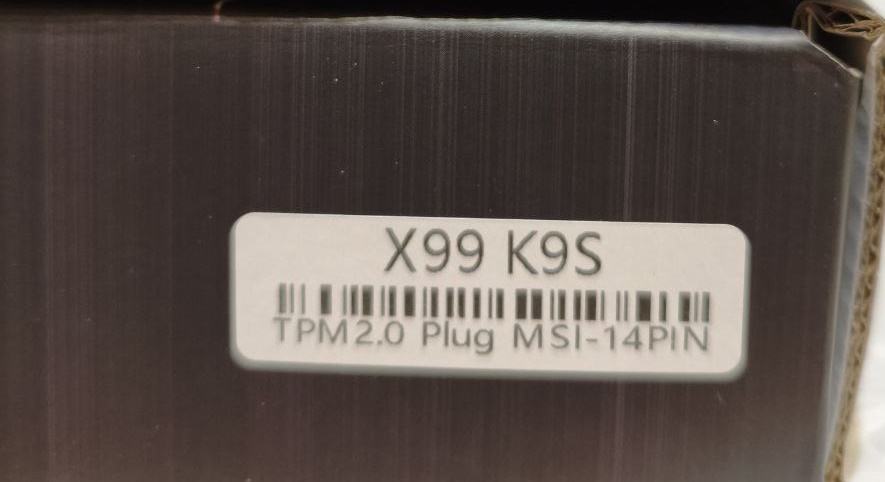 X99 K9S
TPM2.0 Plug MSI-14PIN